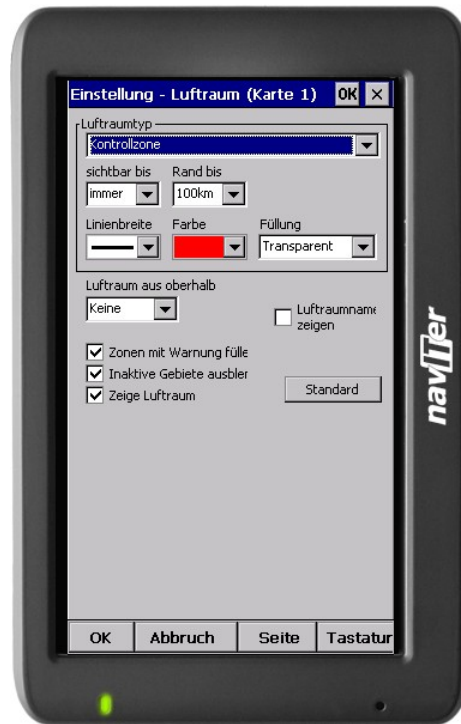 Einstellung - Luftraum (Karte 1) OK ×
Luftraumtyp
Kontrollzone
sichtbar bis Rand bis
immer 100km
Linienbreite Farbe Füllung
Transparent
Luftraum aus oberhalb
Keine
Luftraumname
zeigen
Zonen mit Warnung fülle
Inaktive Gebiete ausbler
Zeige Luftraum
Standard
OK Abbruch Seite Tastatur
naviter